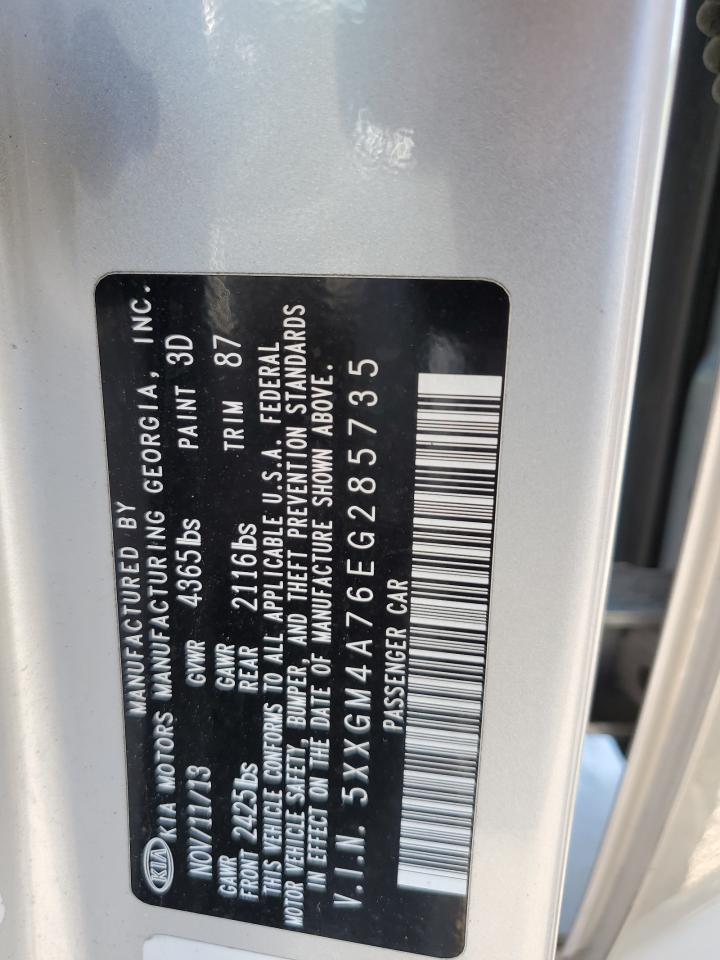 MANUFACTURED BY
KIA KIA MOTORS MANUFACTURING GEORGIA, INC.
NOV/11/13 GVWR 4365lbs PAINT 3D
GAWR FRONT 2425lbs GAWR REAR 2116lbs TRIM 87
THIS VEHICLE CONFORMS TO ALL APPLICABLE U.S.A. FEDERAL
MOTOR VEHICLE SAFETY, BUMPER, AND THEFT PREVENTION STANDARDS
IN EFFECT ON THE DATE OF MANUFACTURE SHOWN ABOVE.
V.I.N. 5XXGM4A76EG285735
PASSENGER CAR